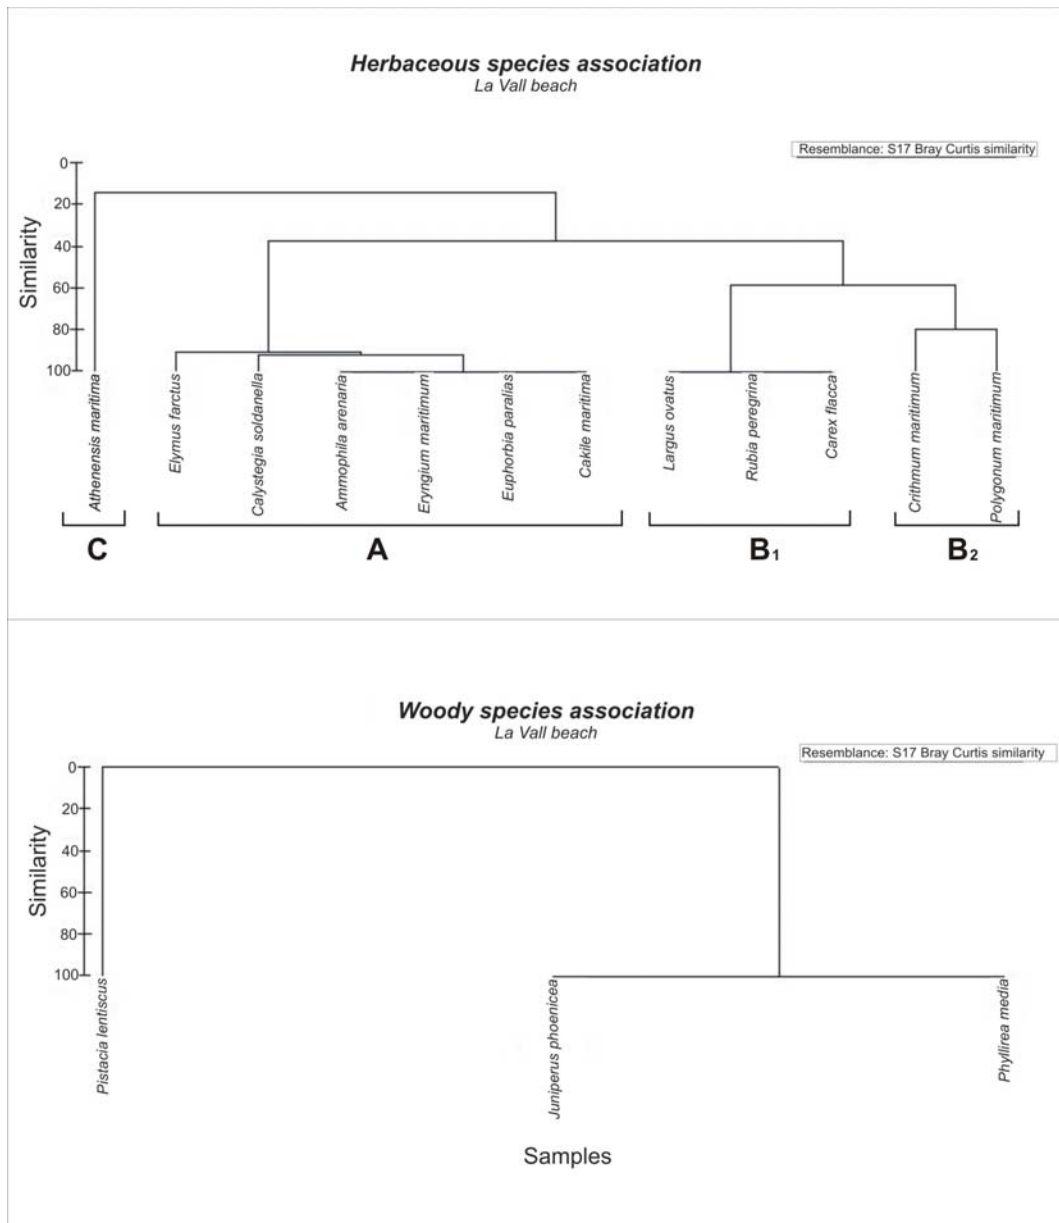 Herbaceous species association
La Vall beach
Resemblance: S17 Bray Curtis similarity
Similarity
0
20
40
60
80
100
Athenensis maritima
Elymus farctus
Calystegia soldanella
Ammophila arenaria
Eryngium maritimum
Euphorbia paralias
Cakile maritima
Largus ovatus
Rubia peregrina
Carex flacca
Crithmum maritimum
Polygonum maritimum
C
A
B1
B2
Woody species association
La Vall beach
Resemblance: S17 Bray Curtis similarity
Similarity
0
20
40
60
80
100
Pistacia lentiscus
Juniperus phoenicea
Phyllirea media
Samples